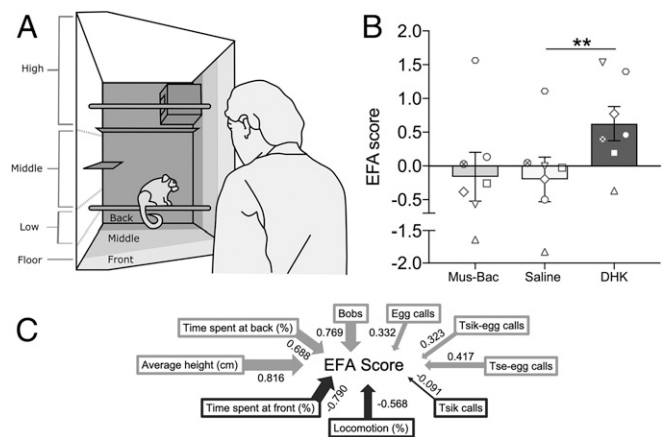 A
High
Middle
Low
Floor
Back
Middle
Front
B
**
EFA score
2.0
1.5
1.0
0.5
0.0
-0.5
-1.0
-2.0
Mus-Bac
Saline
DHK
C
Bobs
Egg calls
Time spent at back (%)
Tsik-egg calls
0.769
0.332
0.323
0.688
0.417
Average height (cm)
EFA Score
Tse-egg calls
0.816
-0.790
-0.568
-0.091
Time spent at front (%)
Locomotion (%)
Tsik calls